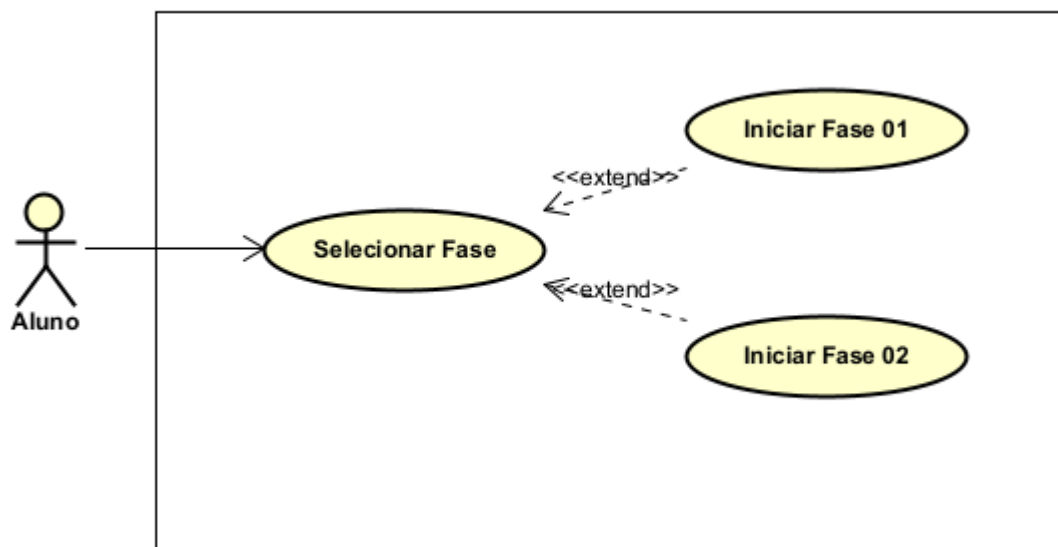 Iniciar Fase 01
<<extend>>
Selecionar Fase
<<extend>>
Aluno
Iniciar Fase 02